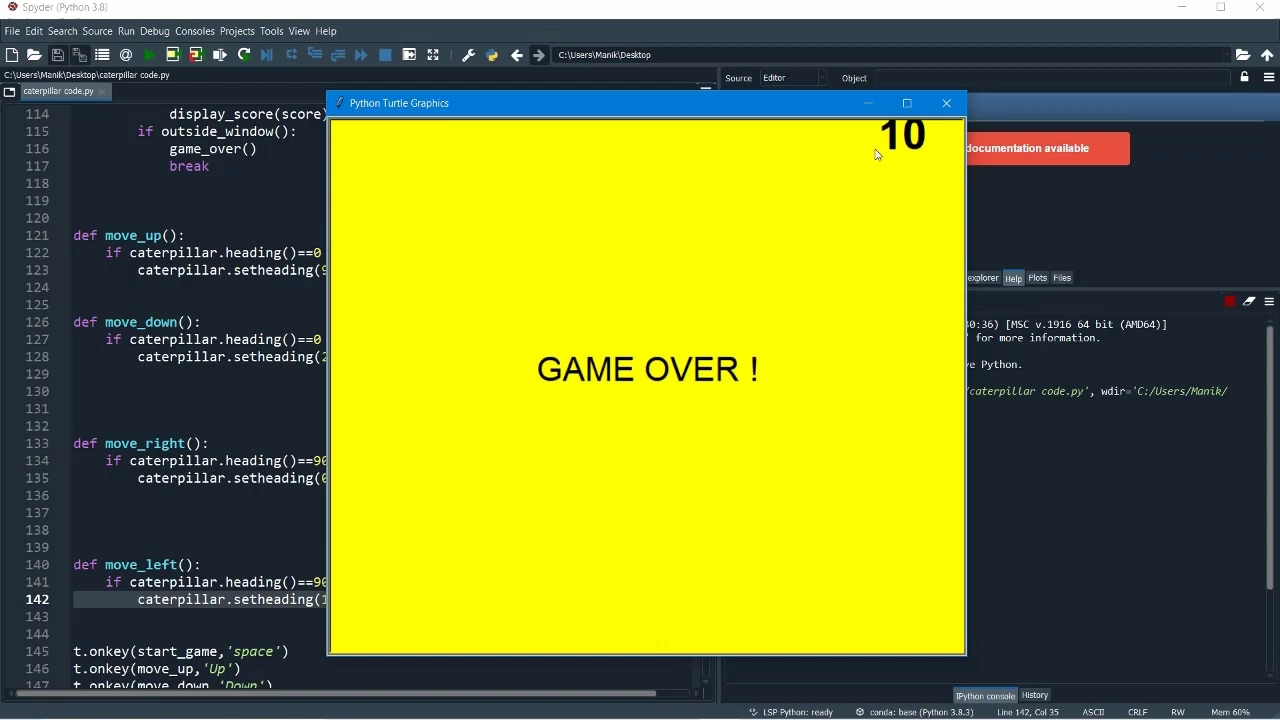 Spyder (Python 3.8)
File Edit Search Source Run Debug Consoles Projects Tools View Help
C:\Users\Manik\Desktop
C:\Users\Manik\Desktop\caterpillar code.py
Source Editor Object
caterpillar code.py
Python Turtle Graphics
114 display_score(score)
115 if outside_window():
116 game_over()
117 break
118
119
120
121 def move_up():
122 if caterpillar.heading()==0
123 caterpillar.setheading(9
124
125
126 def move_down():
127 if caterpillar.heading()==0
128 caterpillar.setheading(2
129
130
131
132
133 def move_right():
134 if caterpillar.heading()==90
135 caterpillar.setheading(0
136
137
138
139
140 def move_left():
141 if caterpillar.heading()==90
142 caterpillar.setheading(1
143
144
145 t.onkey(start_game,'space')
146 t.onkey(move_up,'Up')
147 t.onkey(move_down,'Down')
10
GAME OVER !
documentation available
explorer Help Plots Files
30:36) [MSC v.1916 64 bit (AMD64)]
" for more information.
ve Python.
/caterpillar code.py', wdir='C:/Users/Manik/
IPython console History
LSP Python: ready conda: base (Python 3.8.3) Line 142, Col 35 ASCII CRLF RW Mem 60%